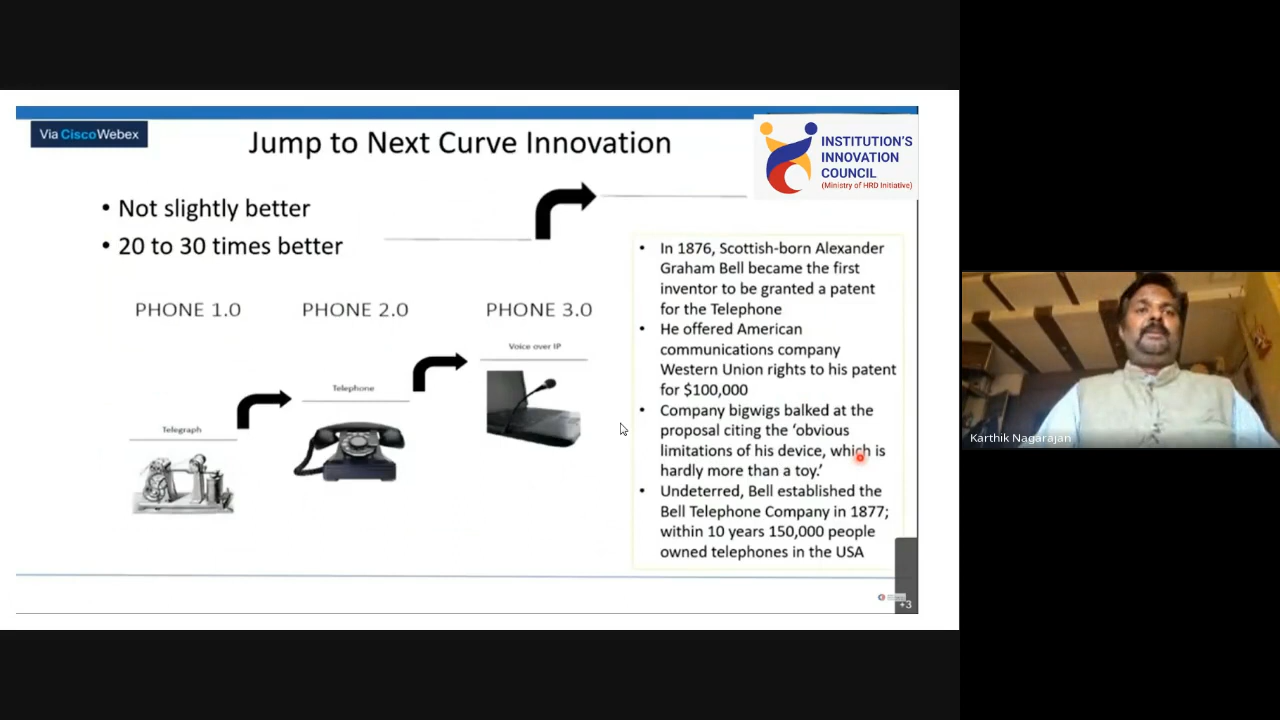 Via CiscoWebex
Jump to Next Curve Innovation
INSTITUTION'S
INNOVATION
COUNCIL
(Ministry of HRD Initiative)
• Not slightly better
• 20 to 30 times better
PHONE 1.0
PHONE 2.0
PHONE 3.0
Voice over IP
Telephone
Telegraph
• In 1876, Scottish-born Alexander
Graham Bell became the first
inventor to be granted a patent
for the Telephone
• He offered American
communications company
Western Union rights to his patent
for $100,000
• Company bigwigs balked at the
proposal citing the ‘obvious
limitations of his device, which is
hardly more than a toy.’
• Undeterred, Bell established the
Bell Telephone Company in 1877;
within 10 years 150,000 people
owned telephones in the USA
+3
Karthik Nagarajan